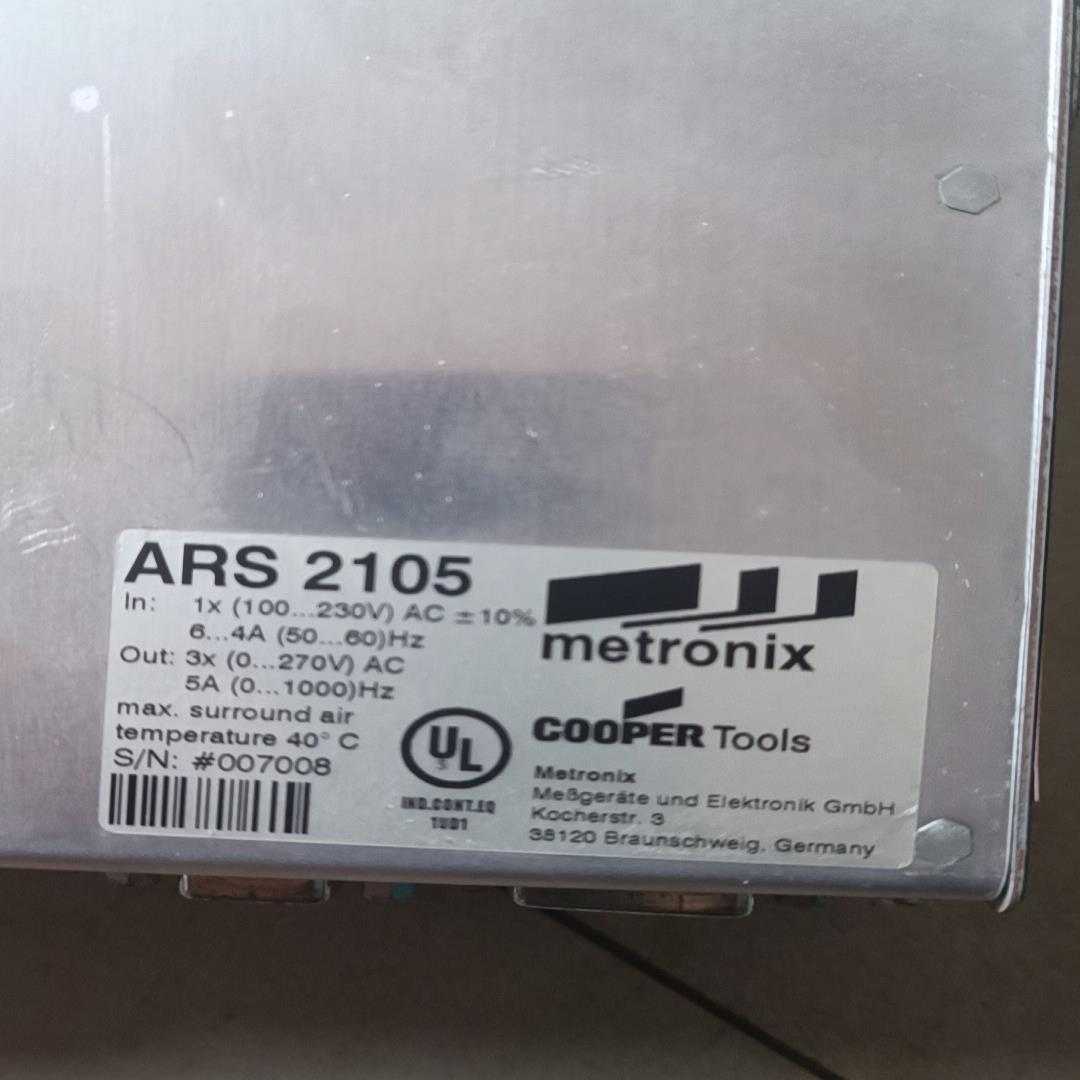 ARS 2105
In: 1x (100...230V) AC ±10%
6...4A (50...60)Hz
Out: 3x (0...270V) AC
5A (0...1000)Hz
max. surround air
temperature 40° C
S/N: #007008
UL
IND.CONT.EQ
1UD1
metronix
COOPER Tools
Metronix
Meßgeräte und Elektronik GmbH
Kocherstr. 3
38120 Braunschweig, Germany